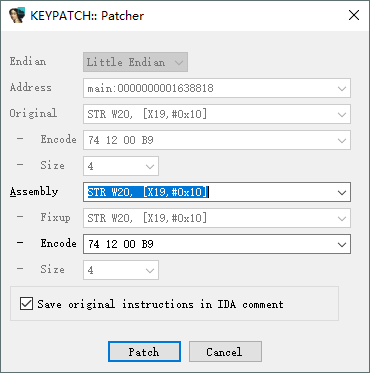 KEYPATCH:: Patcher
Endian Little Endian
Address main:0000000001638818
Original STR W20, [X19,#0x10]
- Encode 74 12 00 B9
- Size 4
Assembly STR W20, [X19,#0x10]
- Fixup STR W20, [X19,#0x10]
- Encode 74 12 00 B9
- Size 4
Save original instructions in IDA comment
Patch Cancel